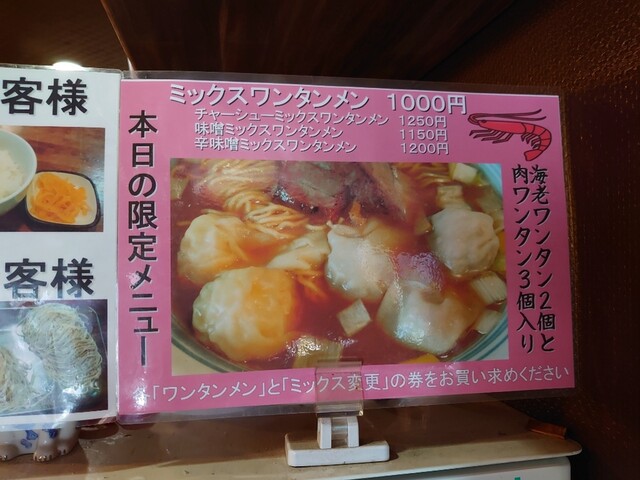 客様
客様
ミックスワンタンメン 1000円
チャーシューミックスワンタンメン 1250円
味噌ミックスワンタンメン 1150円
辛味噌ミックスワンタンメン 1200円
本日の限定メニュー
海老ワンタン2個と
肉ワンタン3個入り
「ワンタンメン」と「ミックス変更」の券をお買い求めください